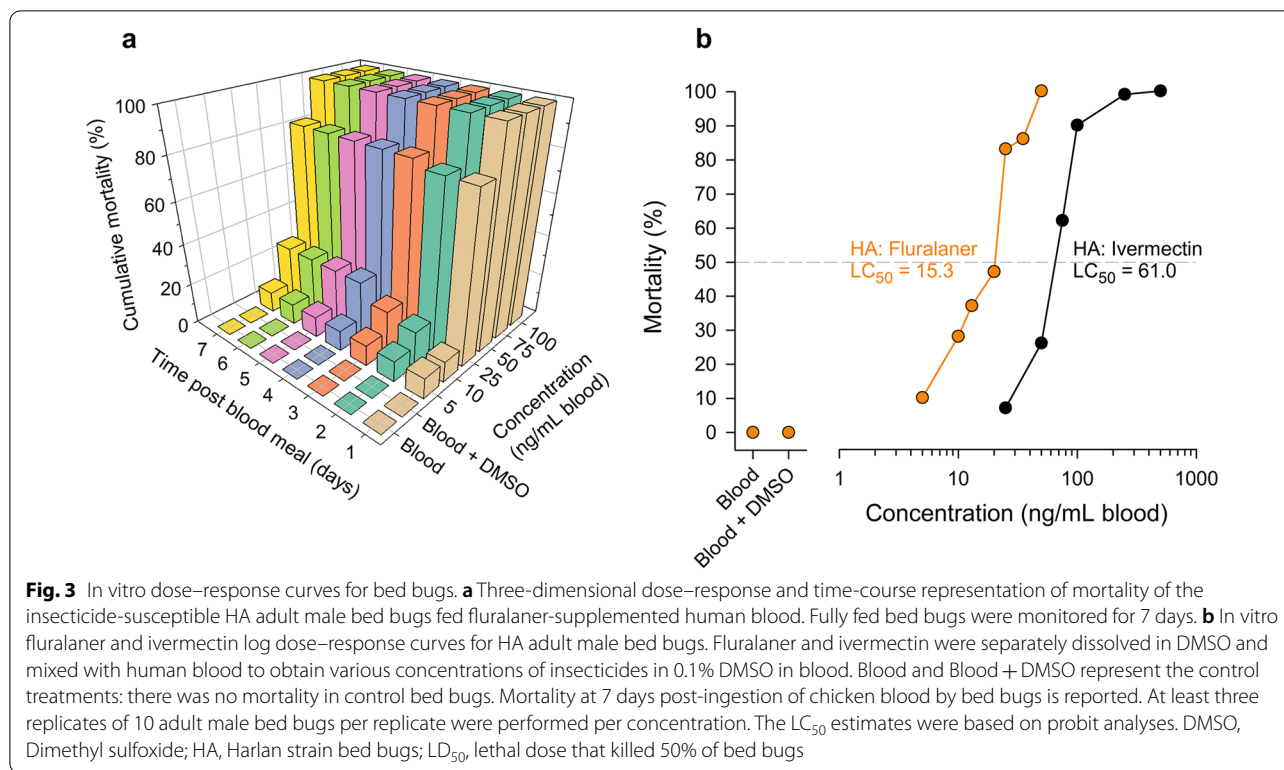 a
Cumulative mortality (%)
100
80
60
40
20
0
7
6
5
4
3
2
1
Time post blood meal (days)
Blood
Blood + DMSO
5
10
25
50
75
100
Concentration
(ng/mL blood)
b
Mortality (%)
100
90
80
70
60
50
40
30
20
10
0
HA: Fluralaner
LC50 = 15.3
HA: Ivermectin
LC50 = 61.0
Blood
Blood + DMSO
1
10
100
1000
Concentration (ng/mL blood)
Fig. 3 In vitro dose–response curves for bed bugs. a Three-dimensional dose–response and time-course representation of mortality of the
insecticide-susceptible HA adult male bed bugs fed fluralaner-supplemented human blood. Fully fed bed bugs were monitored for 7 days. b In vitro
fluralaner and ivermectin log dose–response curves for HA adult male bed bugs. Fluralaner and ivermectin were separately dissolved in DMSO and
mixed with human blood to obtain various concentrations of insecticides in 0.1% DMSO in blood. Blood and Blood + DMSO represent the control
treatments: there was no mortality in control bed bugs. Mortality at 7 days post-ingestion of chicken blood by bed bugs is reported. At least three
replicates of 10 adult male bed bugs per replicate were performed per concentration. The LC50 estimates were based on probit analyses. DMSO,
Dimethyl sulfoxide; HA, Harlan strain bed bugs; LD50, lethal dose that killed 50% of bed bugs